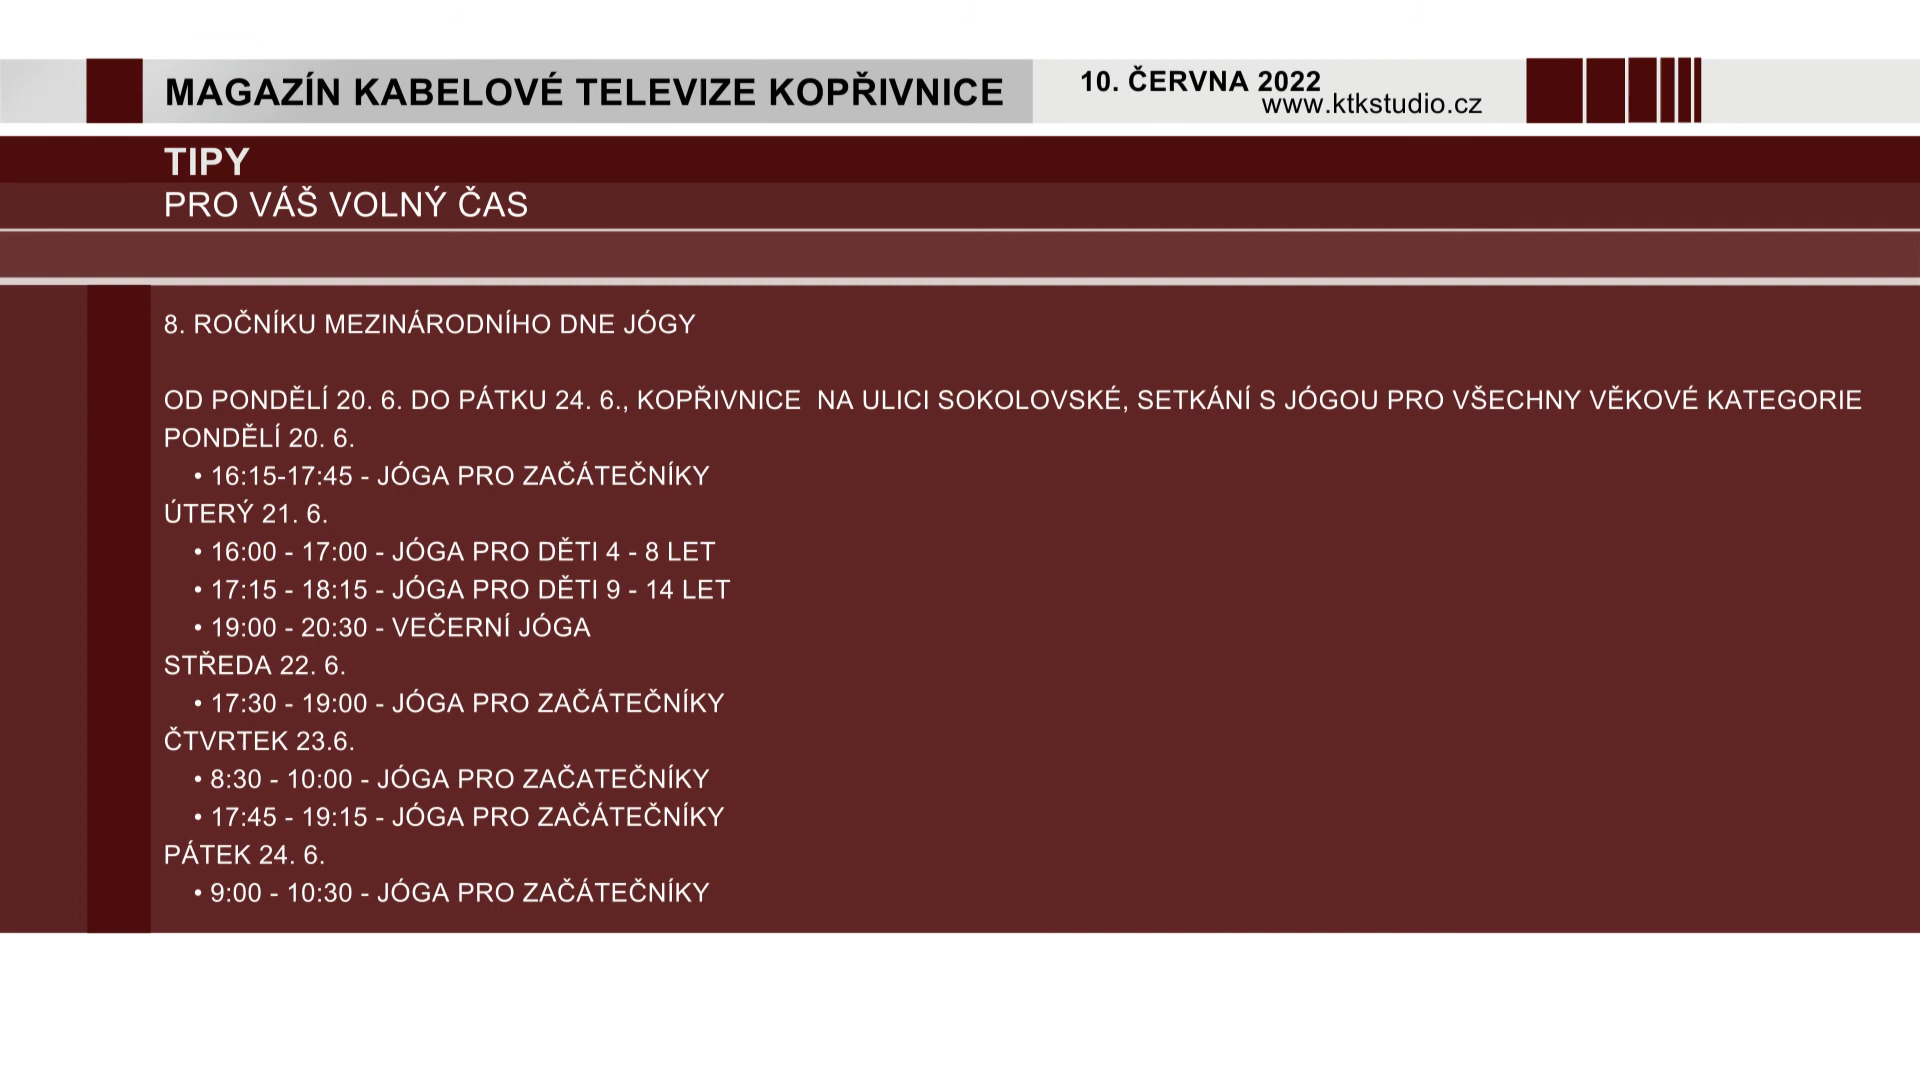 MAGAZÍN KABELOVÉ TELEVIZE KOPŘIVNICE
10. ČERVNA 2022
www.ktkstudio.cz
TIPY
PRO VÁŠ VOLNÝ ČAS
8. ROČNÍKU MEZINÁRODNÍHO DNE JÓGY
OD PONDĚLÍ 20. 6. DO PÁTKU 24. 6., KOPŘIVNICE  NA ULICI SOKOLOVSKÉ, SETKÁNÍ S JÓGOU PRO VŠECHNY VĚKOVÉ KATEGORIE
PONDĚLÍ 20. 6.
• 16:15-17:45 - JÓGA PRO ZAČÁTEČNÍKY
ÚTERÝ 21. 6.
• 16:00 - 17:00 - JÓGA PRO DĚTI 4 - 8 LET
• 17:15 - 18:15 - JÓGA PRO DĚTI 9 - 14 LET
• 19:00 - 20:30 - VEČERNÍ JÓGA
STŘEDA 22. 6.
• 17:30 - 19:00 - JÓGA PRO ZAČÁTEČNÍKY
ČTVRTEK 23.6.
• 8:30 - 10:00 - JÓGA PRO ZAČATEČNÍKY
• 17:45 - 19:15 - JÓGA PRO ZAČÁTEČNÍKY
PÁTEK 24. 6.
• 9:00 - 10:30 - JÓGA PRO ZAČÁTEČNÍKY